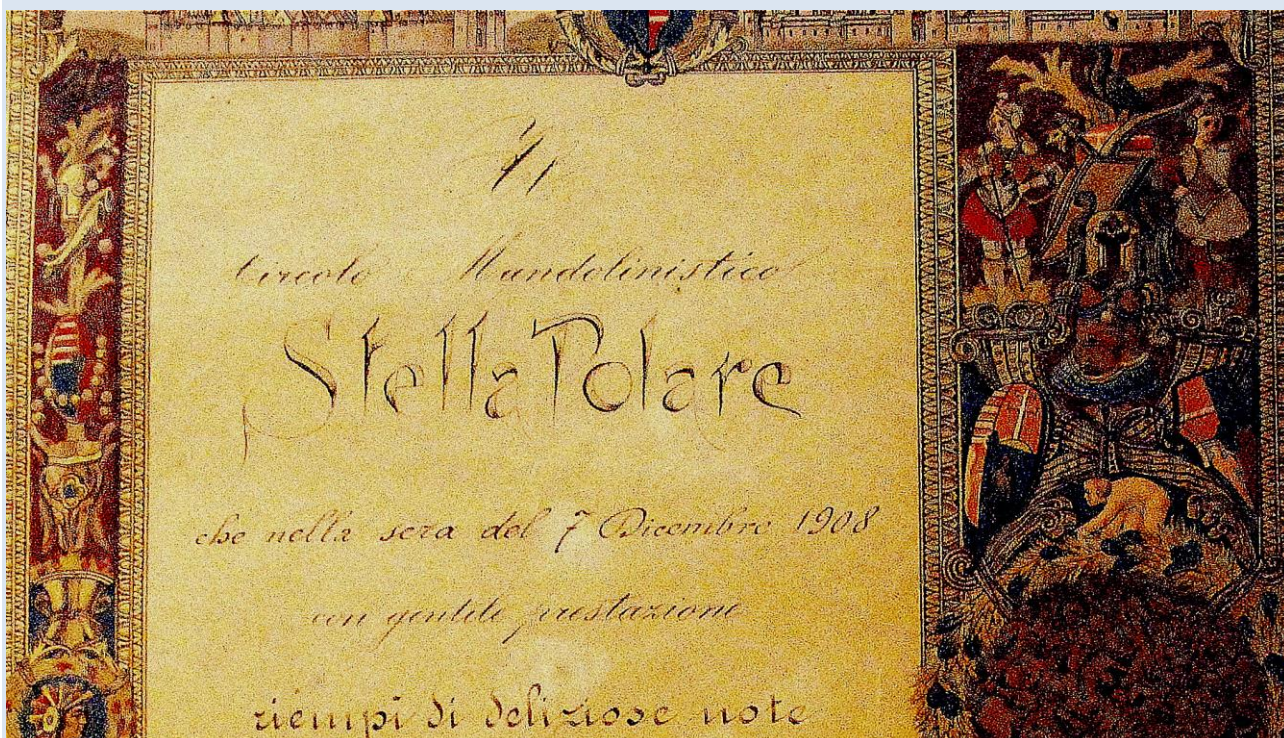 Al
Circolo Mandolinistico
Stella Polare
che nella sera del 7 Dicembre 1908
con gentile prestazione
riempì di deliziose note